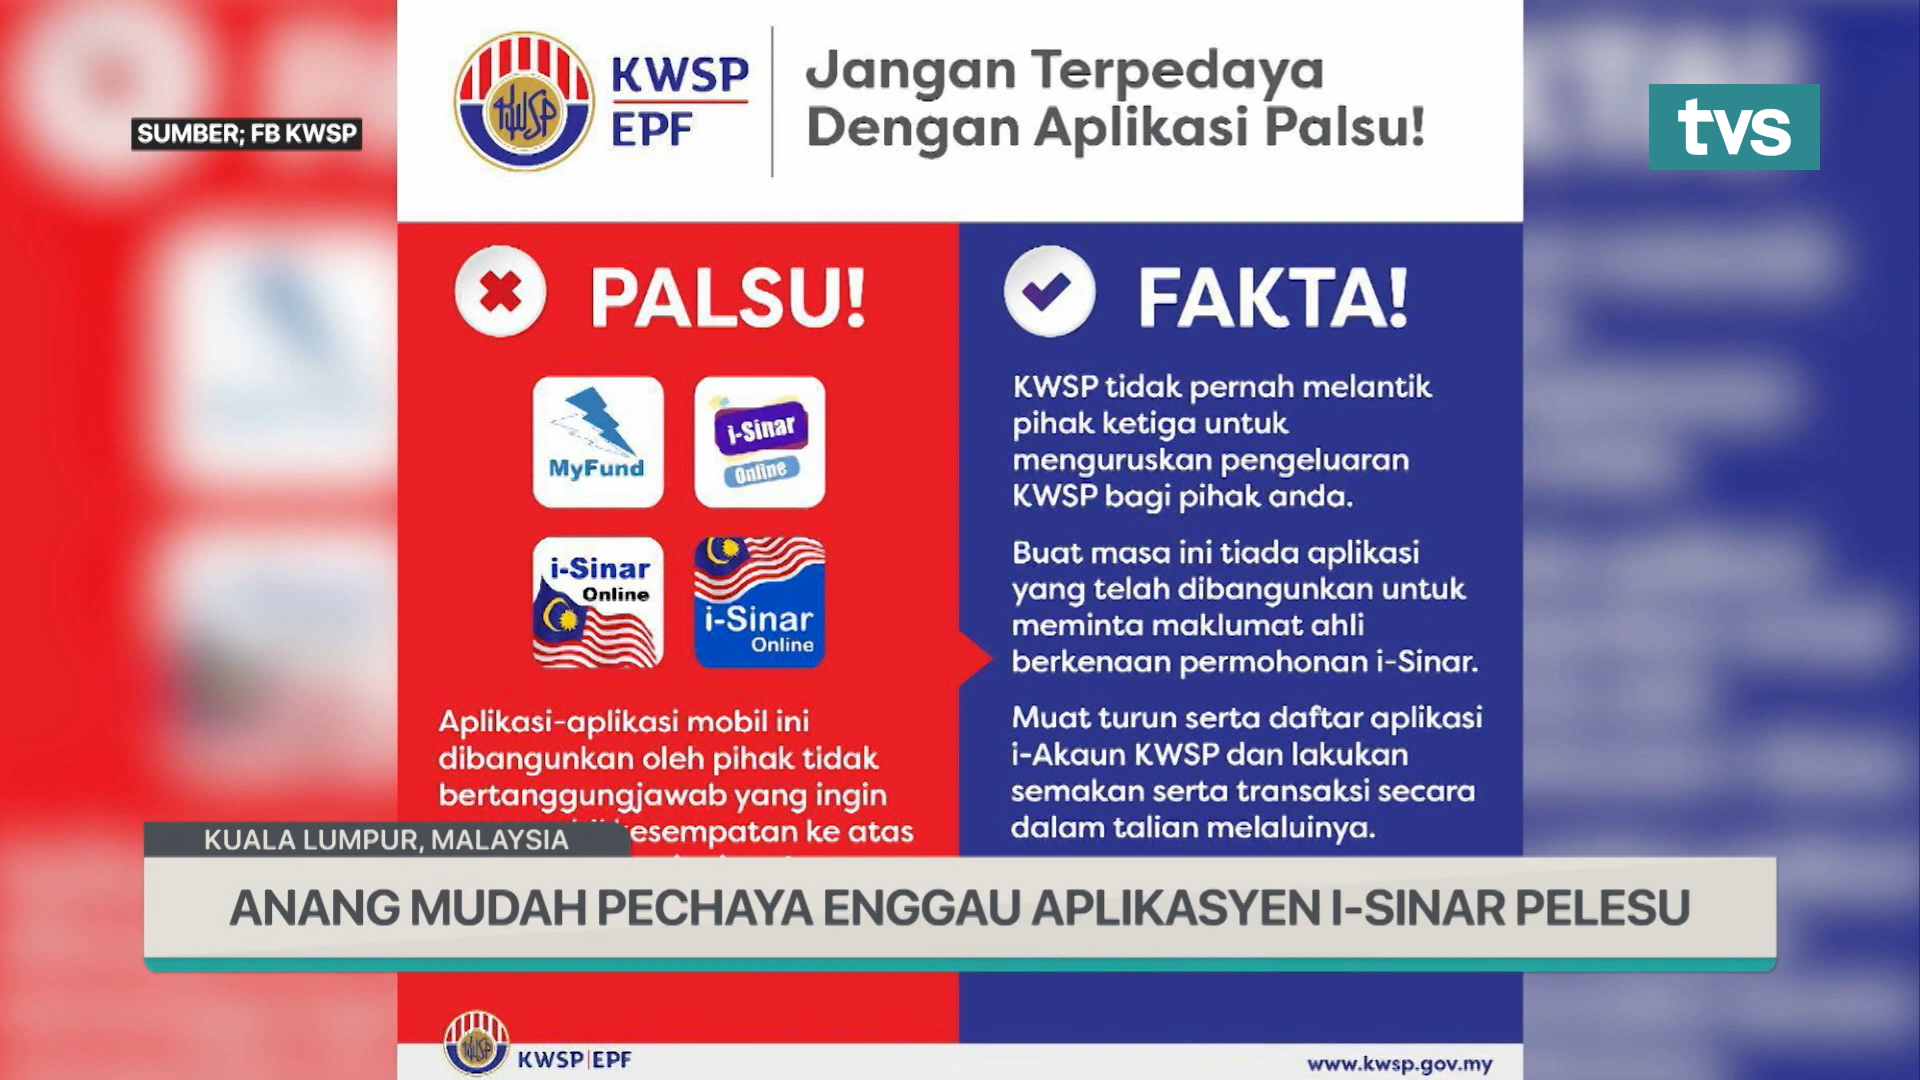 SUMBER; FB KWSP
KWSP
EPF
Jangan Terpedaya
Dengan Aplikasi Palsu!
tvs
PALSU!
MyFund
i-Sinar
Online
i-Sinar
Online
i-Sinar
Online
Aplikasi-aplikasi mobil ini
dibangunkan oleh pihak tidak
bertanggungjawab yang ingin
ke atas
FAKTA!
KWSP tidak pernah melantik
pihak ketiga untuk
menguruskan pengeluaran
KWSP bagi pihak anda.
Buat masa ini tiada aplikasi
yang telah dibangunkan untuk
meminta maklumat ahli
berkenaan permohonan i-Sinar.
Muat turun serta daftar aplikasi
i-Akaun KWSP dan lakukan
semakan serta transaksi secara
dalam talian melaluinya.
KUALA LUMPUR, MALAYSIA
ANANG MUDAH PECHAYA ENGGAU APLIKASYEN I-SINAR PELESU
KWSP EPF
www.kwsp.gov.my